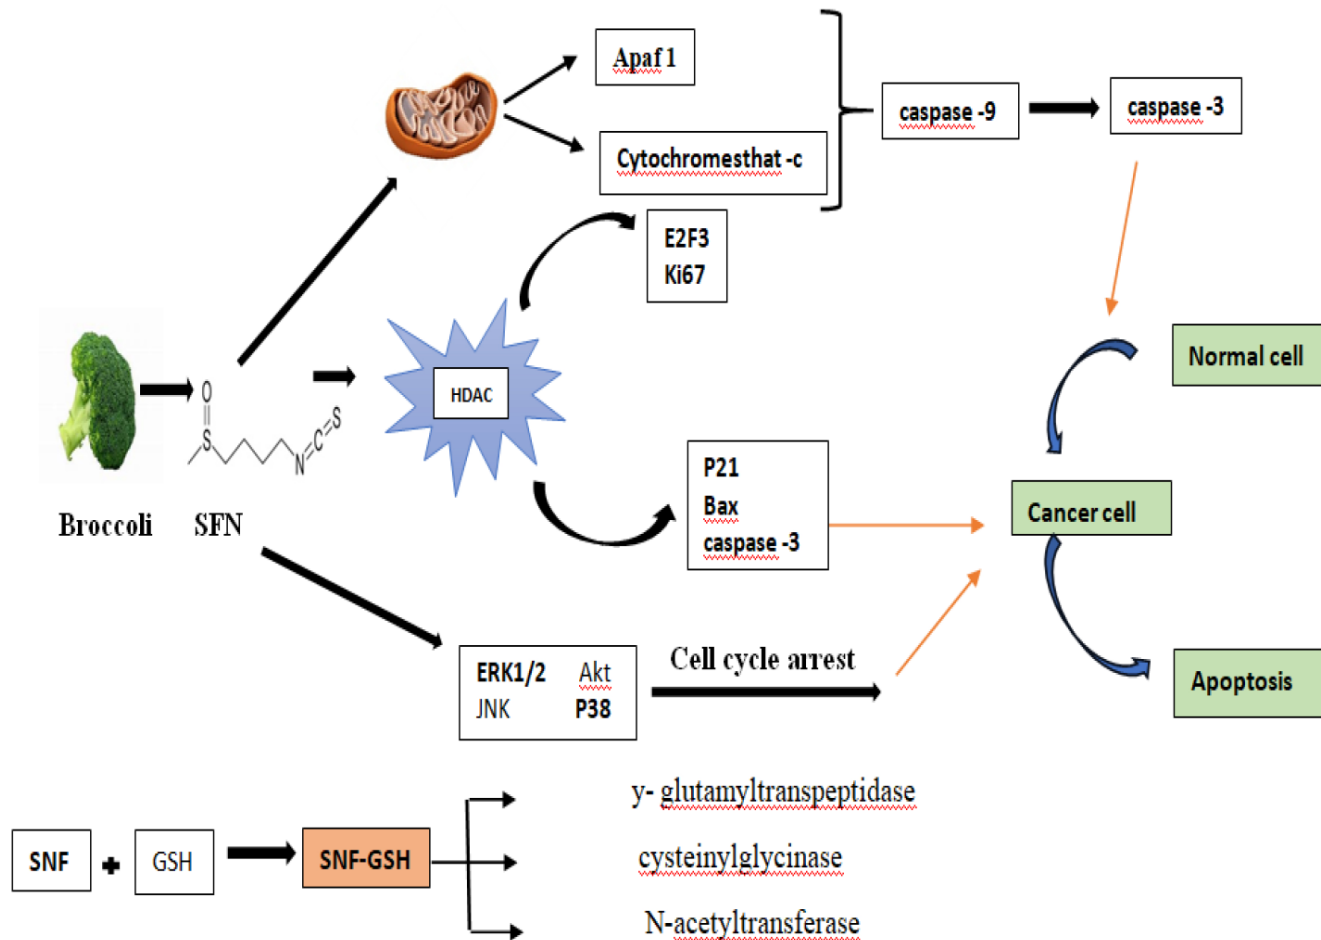 Apaf 1
caspase -9
caspase -3
Cytochromesthat -c
E2F3
Ki67
Normal cell
O
S
N=C=S
HDAC
Broccoli
SFN
P21
Bax
caspase -3
Cancer cell
ERK1/2 Akt
JNK P38
Cell cycle arrest
Apoptosis
SNF + GSH
SNF-GSH
y- glutamyltranspeptidase
cysteinylglycinase
N-acetyltransferase